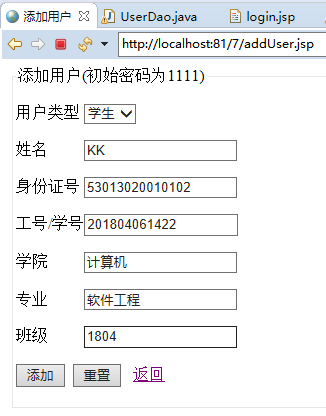 添加用户 UserDao.java login.jsp
http://localhost:81/7/addUser.jsp
添加用户(初始密码为1111)
用户类型 学生
姓名 KK
身份证号 53013020010102
工号/学号 201804061422
学院 计算机
专业 软件工程
班级 1804
添加 重置 返回